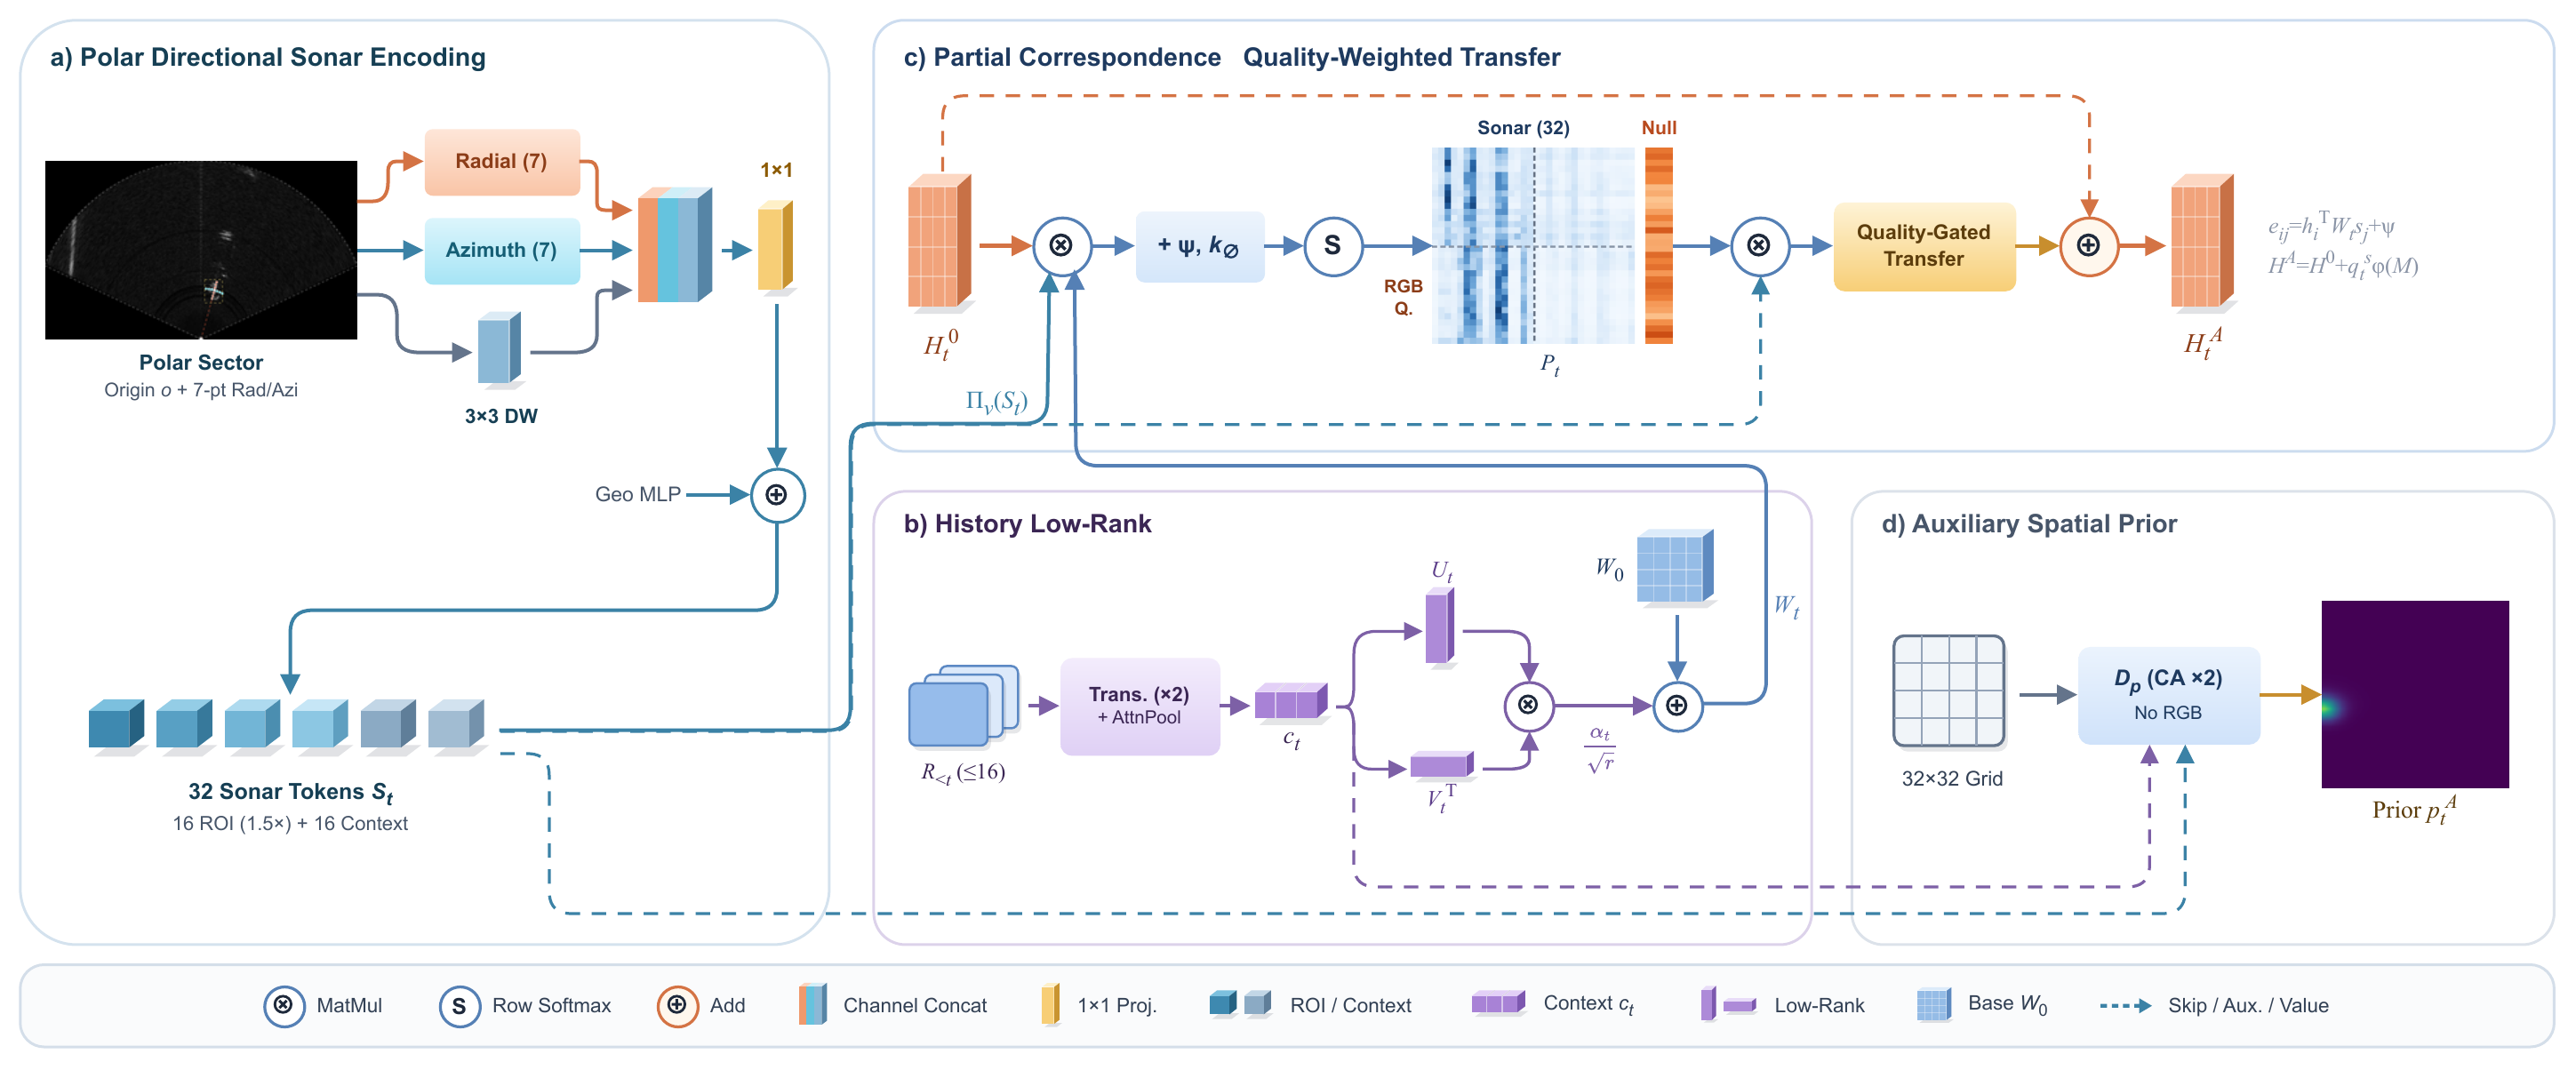 a) Polar Directional Sonar Encoding
Radial (7)
Azimuth (7)
1×1
3×3 DW
Polar Sector
Origin o + 7-pt Rad/Azi
Geo MLP
32 Sonar Tokens S_t
16 ROI (1.5×) + 16 Context
c) Partial Correspondence Quality-Weighted Transfer
H_t^0
Π_v(S_t)
+ ψ, k_∅
S
Sonar (32)
Null
RGB
Q.
P_t
Quality-Gated
Transfer
H_t^A
e_{ij}=h_i^T W_t s_j+ψ
H^A=H^0+q_t^s φ(M)
b) History Low-Rank
R_{<t} (≤16)
Trans. (×2)
+ AttnPool
c_t
U_t
V_t^T
α_t
√r
W_0
W_t
d) Auxiliary Spatial Prior
32×32 Grid
D_p (CA ×2)
No RGB
Prior p_t^A
MatMul
S
Row Softmax
Add
Channel Concat
1×1 Proj.
ROI / Context
Context c_t
Low-Rank
Base W_0
Skip / Aux. / Value